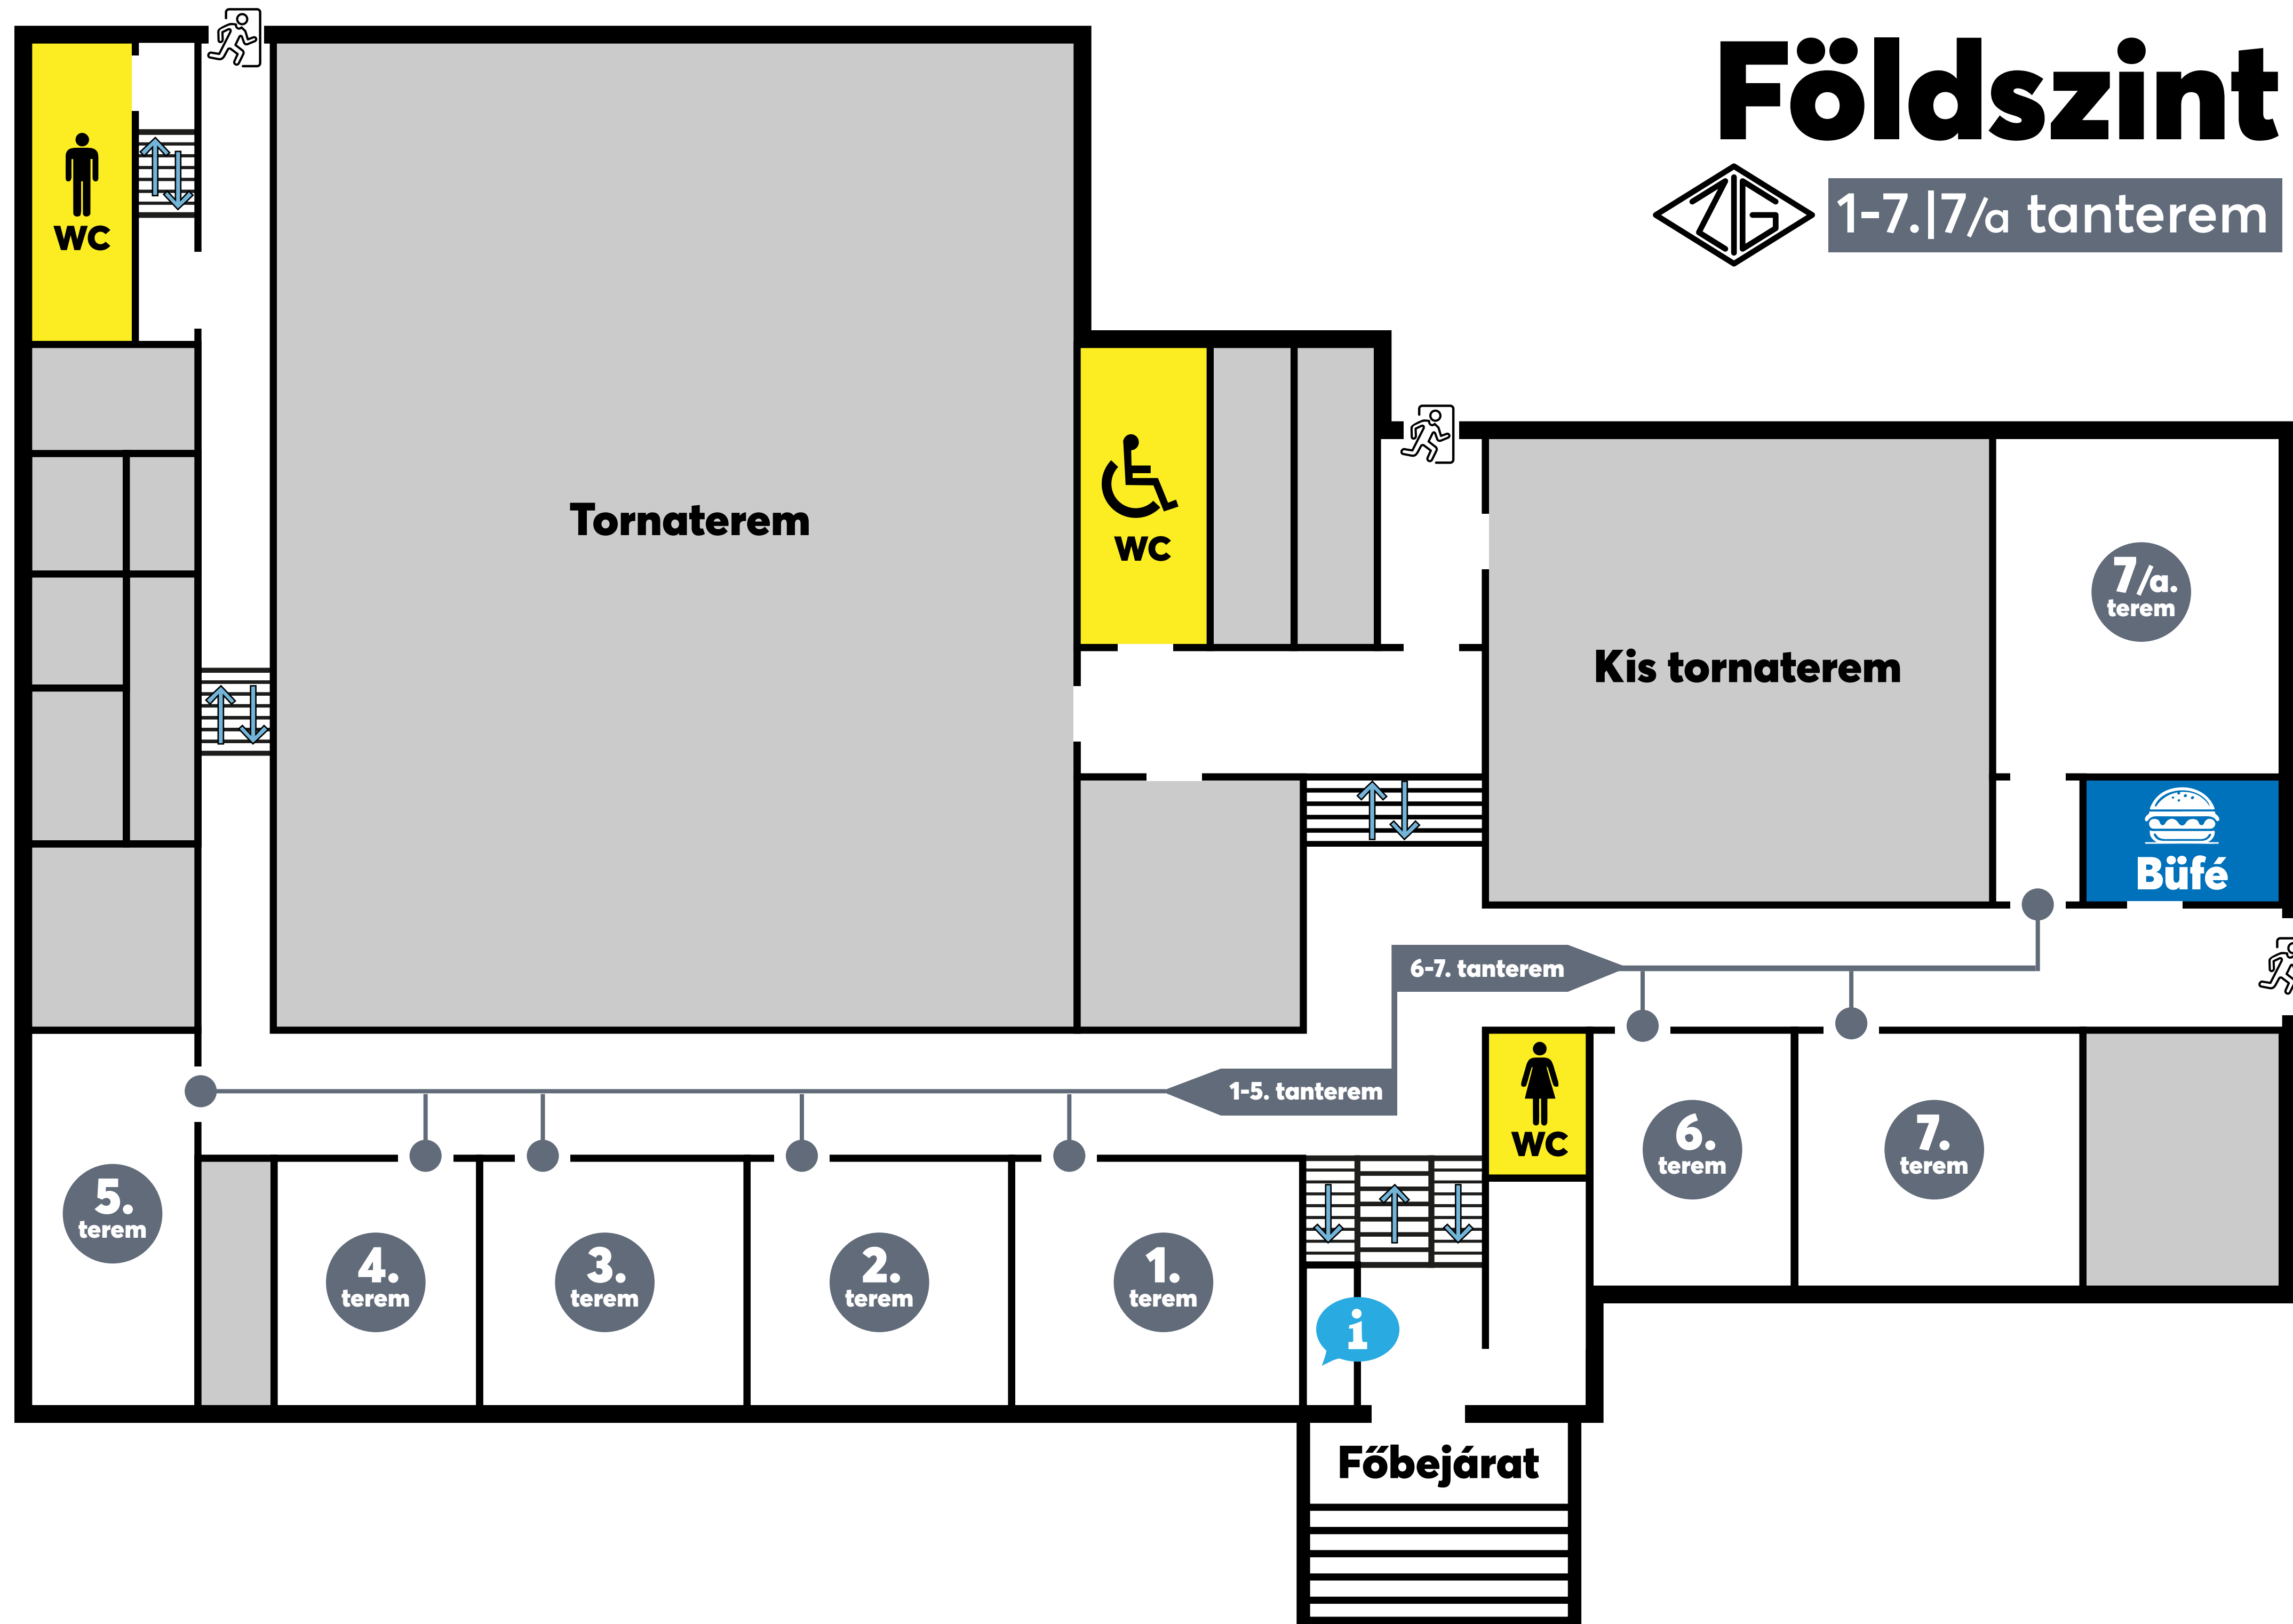 Földszint
ZIG
1-7.|7/a tanterem
WC
Tornaterem
WC
7/a.
terem
Kis tornaterem
Büfé
6-7. tanterem
1-5. tanterem
WC
6.
terem
7.
terem
5.
terem
4.
terem
3.
terem
2.
terem
1.
terem
i
Főbejárat